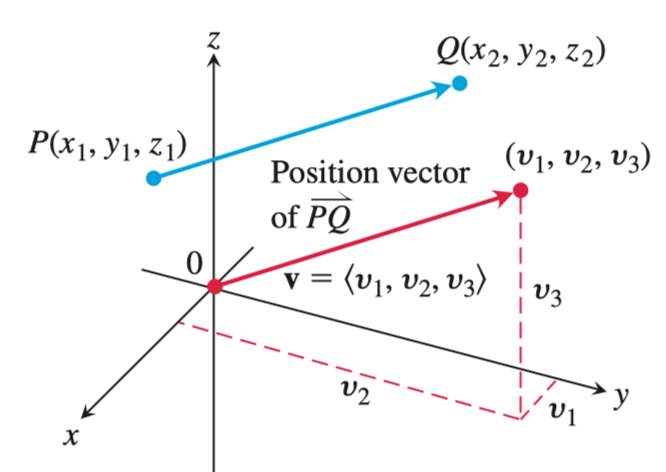 z
Q(x₂, y₂, z₂)
P(x₁, y₁, z₁)
(v₁, v₂, v₃)
Position vector
of P͞Q⃗
0
v = ⟨v₁, v₂, v₃⟩
v₃
v₂
v₁
y
x